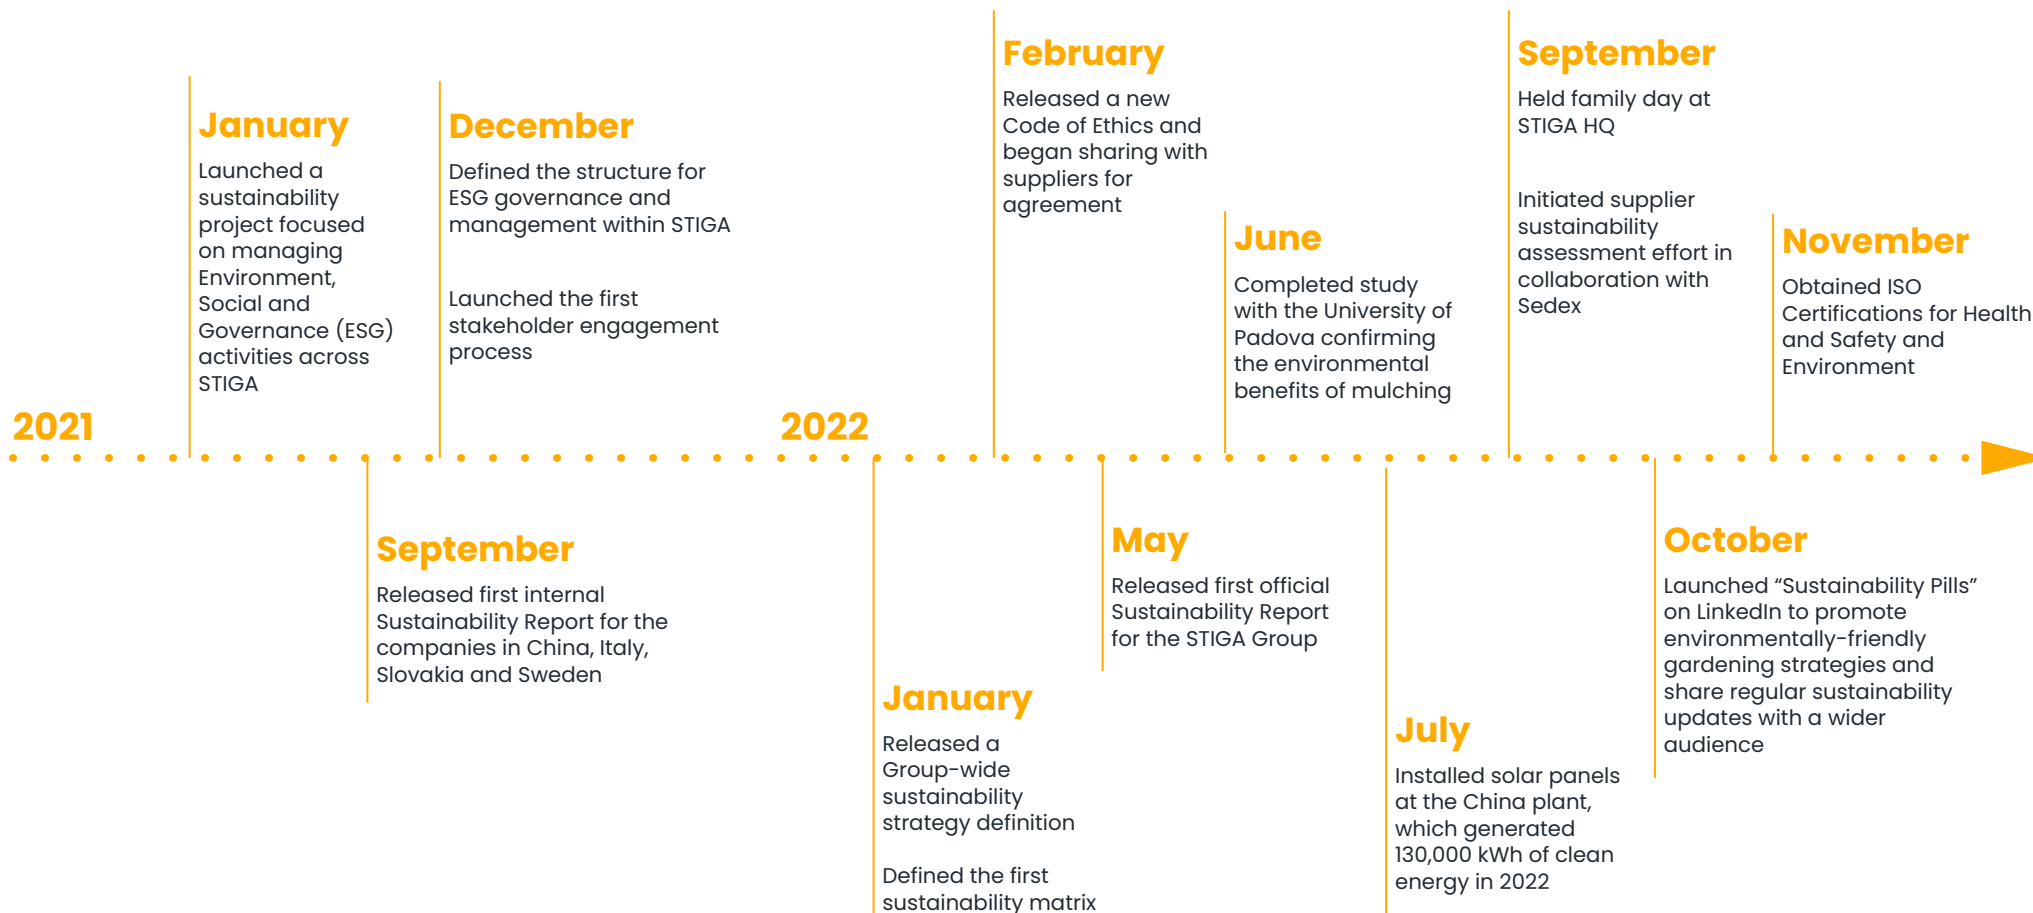 2021
January
Launched a
sustainability
project focused
on managing
Environment,
Social and
Governance (ESG)
activities across
STIGA
September
Released first internal
Sustainability Report for the
companies in China, Italy,
Slovakia and Sweden
December
Defined the structure for
ESG governance and
management within STIGA
Launched the first
stakeholder engagement
process
2022
January
Released a
Group-wide
sustainability
strategy definition
Defined the first
sustainability matrix
February
Released a new
Code of Ethics and
began sharing with
suppliers for
agreement
May
Released first official
Sustainability Report
for the STIGA Group
June
Completed study
with the University of
Padova confirming
the environmental
benefits of mulching
July
Installed solar panels
at the China plant,
which generated
130,000 kWh of clean
energy in 2022
September
Held family day at
STIGA HQ
Initiated supplier
sustainability
assessment effort in
collaboration with
Sedex
October
Launched “Sustainability Pills”
on LinkedIn to promote
environmentally-friendly
gardening strategies and
share regular sustainability
updates with a wider
audience
November
Obtained ISO
Certifications for Health
and Safety and
Environment